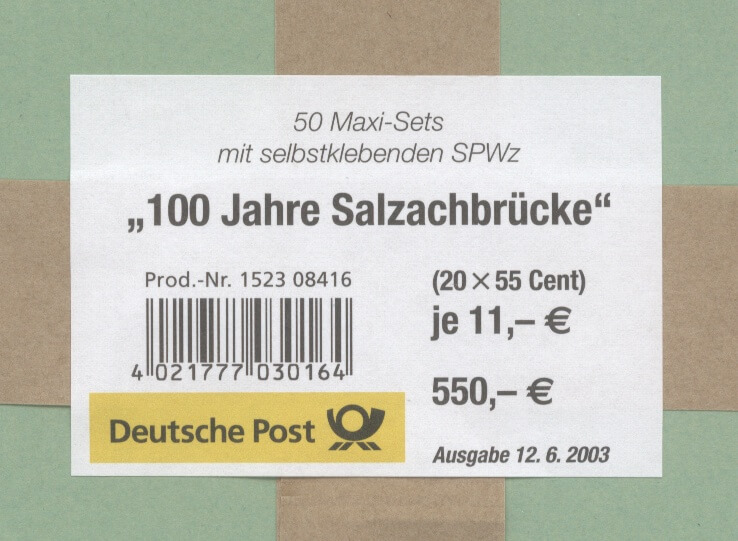 50 Maxi-Sets
mit selbstklebenden SPWz
„100 Jahre Salzachbrücke“
Prod.-Nr. 1523 08416
4 021777 030164
(20 × 55 Cent)
je 11,– €
550,– €
Deutsche Post
Ausgabe 12. 6. 2003